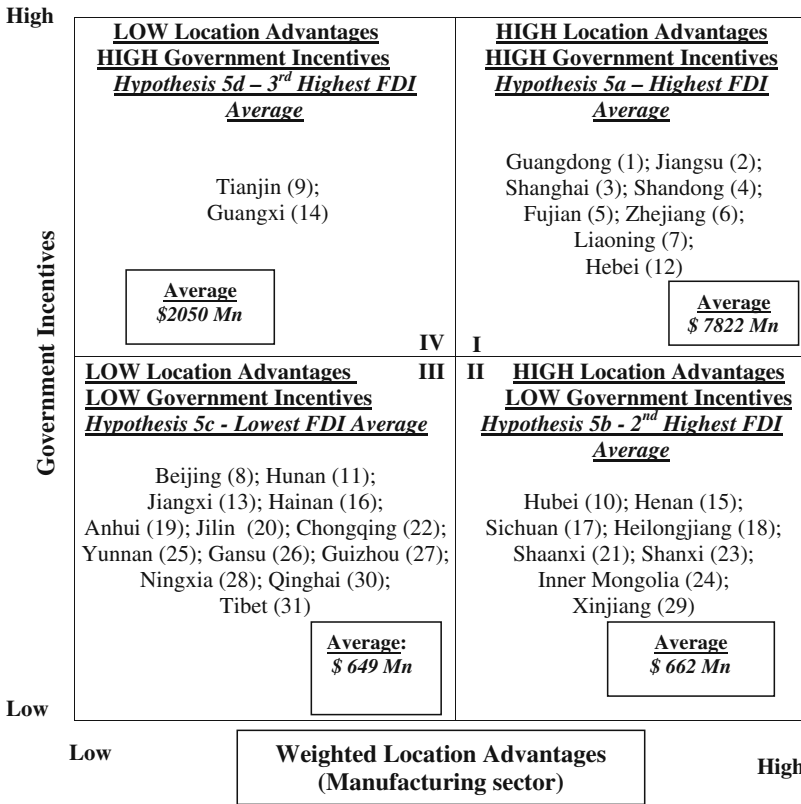 High
LOW Location Advantages
HIGH Government Incentives
Hypothesis 5d – 3rd Highest FDI
Average
Tianjin (9);
Guangxi (14)
Average
$2050 Mn
IV
HIGH Location Advantages
HIGH Government Incentives
Hypothesis 5a – Highest FDI
Average
Guangdong (1); Jiangsu (2);
Shanghai (3); Shandong (4);
Fujian (5); Zhejiang (6);
Liaoning (7);
Hebei (12)
Average
$ 7822 Mn
I
Government Incentives
LOW Location Advantages
III
LOW Government Incentives
Hypothesis 5c - Lowest FDI Average
Beijing (8); Hunan (11);
Jiangxi (13); Hainan (16);
Anhui (19); Jilin (20); Chongqing (22);
Yunnan (25); Gansu (26); Guizhou (27);
Ningxia (28); Qinghai (30);
Tibet (31)
Average:
$ 649 Mn
II
HIGH Location Advantages
LOW Government Incentives
Hypothesis 5b - 2nd Highest FDI
Average
Hubei (10); Henan (15);
Sichuan (17); Heilongjiang (18);
Shaanxi (21); Shanxi (23);
Inner Mongolia (24);
Xinjiang (29)
Average
$ 662 Mn
Low
Low
Weighted Location Advantages
(Manufacturing sector)
High